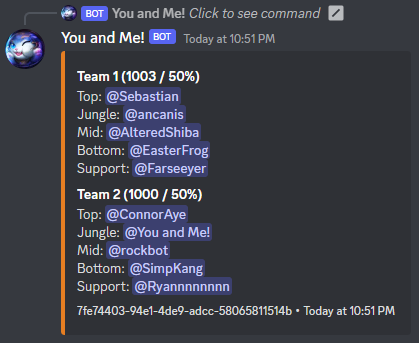 BOT You and Me! Click to see command
You and Me! BOT Today at 10:51 PM
Team 1 (1003 / 50%)
Top: @Sebastian
Jungle: @ancanis
Mid: @AlteredShiba
Bottom: @EasterFrog
Support: @Farseeyer
Team 2 (1000 / 50%)
Top: @ConnorAye
Jungle: @You and Me!
Mid: @rockbot
Bottom: @SimpKang
Support: @Ryannnnnnnn
7fe74403-94e1-4de9-adcc-58065811514b • Today at 10:51 PM